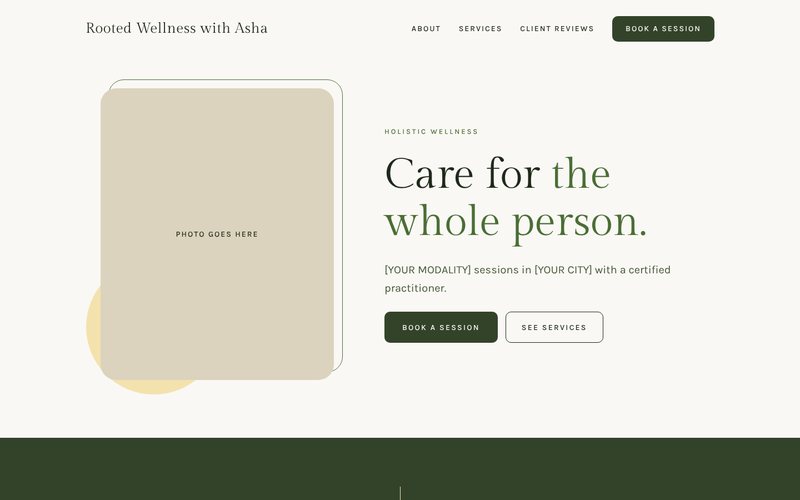 Rooted Wellness with Asha
ABOUT
SERVICES
CLIENT REVIEWS
BOOK A SESSION
PHOTO GOES HERE
HOLISTIC WELLNESS
Care for the
whole person.
[YOUR MODALITY] sessions in [YOUR CITY] with a certified
practitioner.
BOOK A SESSION
SEE SERVICES